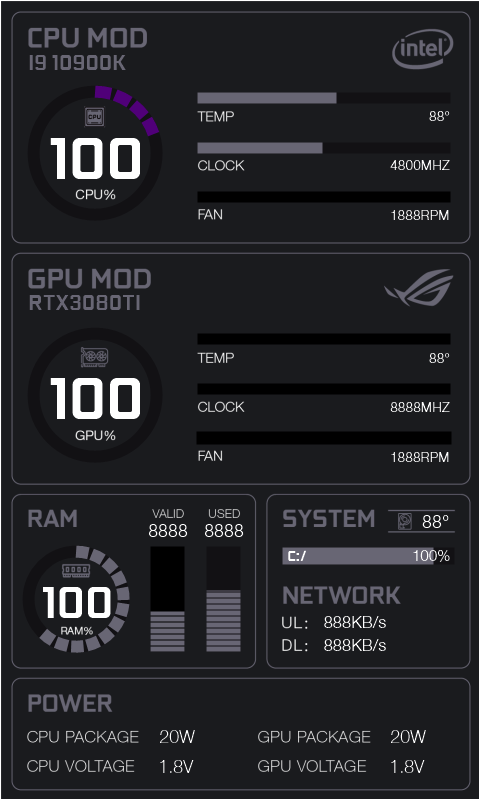 CPU MOD
I9 10900K
intel
CPU
100
CPU%
TEMP 88°
CLOCK 4800MHZ
FAN 1888RPM
GPU MOD
RTX3080TI
100
GPU%
TEMP 88°
CLOCK 8888MHZ
FAN 1888RPM
RAM
VALID USED
8888 8888
100
RAM%
SYSTEM 88°
C:/ 100%
NETWORK
UL: 888KB/s
DL: 888KB/s
POWER
CPU PACKAGE 20W GPU PACKAGE 20W
CPU VOLTAGE 1.8V GPU VOLTAGE 1.8V